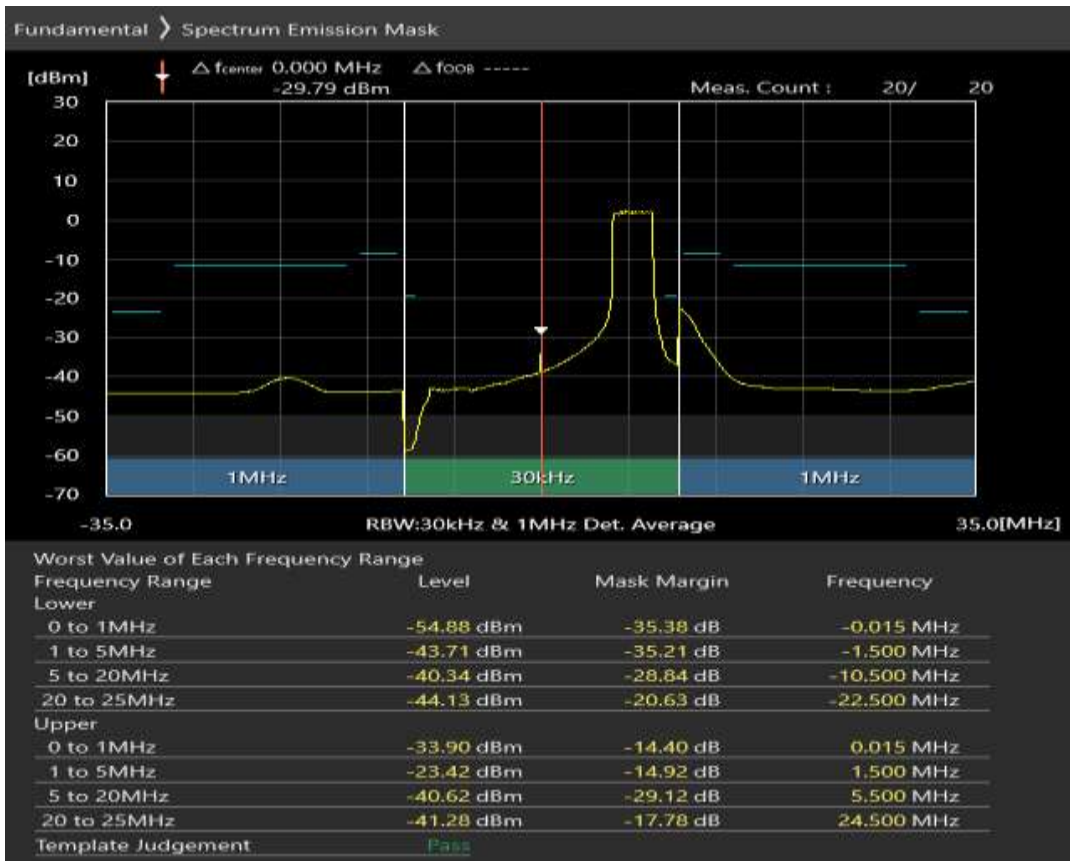 Fundamental 〉 Spectrum Emission Mask
[dBm] △ fcenter 0.000 MHz △ fOOB -----
-29.79 dBm Meas. Count : 20/ 20
30
20
10
0
-10
-20
-30
-40
-50
-60
1MHz 30kHz 1MHz
-70
-35.0 RBW:30kHz & 1MHz Det. Average 35.0[MHz]
Worst Value of Each Frequency Range
Frequency Range Level Mask Margin Frequency
Lower
0 to 1MHz -54.88 dBm -35.38 dB -0.015 MHz
1 to 5MHz -43.71 dBm -35.21 dB -1.500 MHz
5 to 20MHz -40.34 dBm -28.84 dB -10.500 MHz
20 to 25MHz -44.13 dBm -20.63 dB -22.500 MHz
Upper
0 to 1MHz -33.90 dBm -14.40 dB 0.015 MHz
1 to 5MHz -23.42 dBm -14.92 dB 1.500 MHz
5 to 20MHz -40.62 dBm -29.12 dB 5.500 MHz
20 to 25MHz -41.28 dBm -17.78 dB 24.500 MHz
Template Judgement Pass